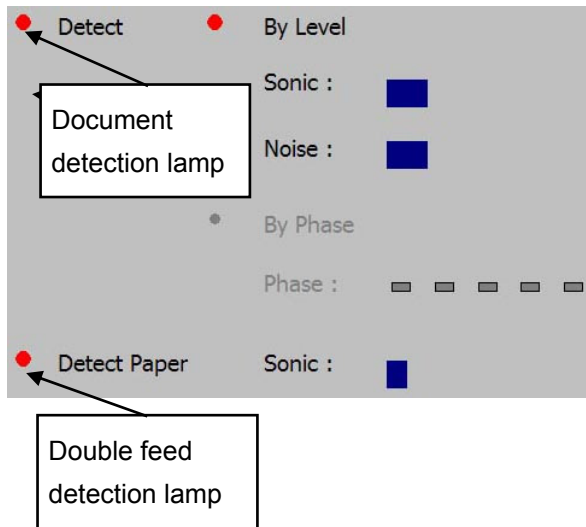 Detect By Level
Sonic :
Document
detection lamp
Noise :
By Phase
Phase :
Detect Paper Sonic :
Double feed
detection lamp